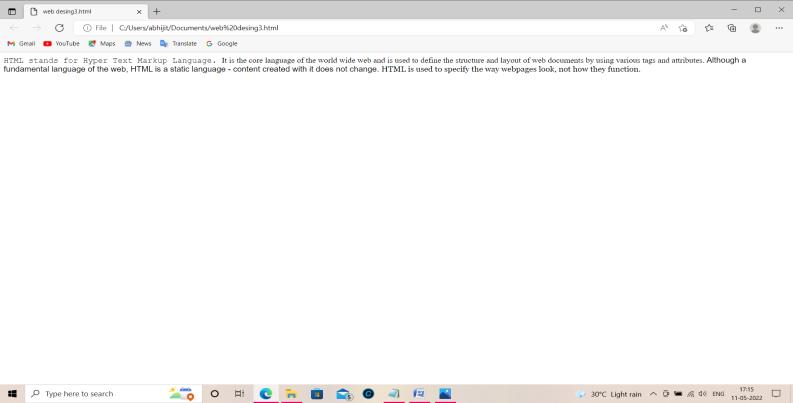 web desing3.html
File | C:/Users/abhijit/Documents/web%20desing3.html
Gmail YouTube Maps News Translate Google
HTML stands for Hyper Text Markup Language. It is the core language of the world wide web and is used to define the structure and layout of web documents by using various tags and attributes. Although a
fundamental language of the web, HTML is a static language - content created with it does not change. HTML is used to specify the way webpages look, not how they function.
Type here to search
30°C Light rain
ENG
17:15
11-05-2022